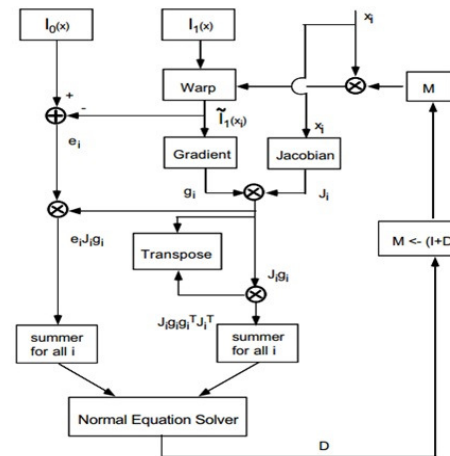 I₀(x)
I₁(x)
xᵢ
Warp
M
+
-
Ĩ₁(xᵢ)
xᵢ
eᵢ
Gradient
Jacobian
gᵢ
Jᵢ
M <- (I+D
eᵢJᵢgᵢ
Transpose
Jᵢgᵢ
JᵢgᵢgᵢᵀJᵢᵀ
summer
for all i
summer
for all i
Normal Equation Solver
D